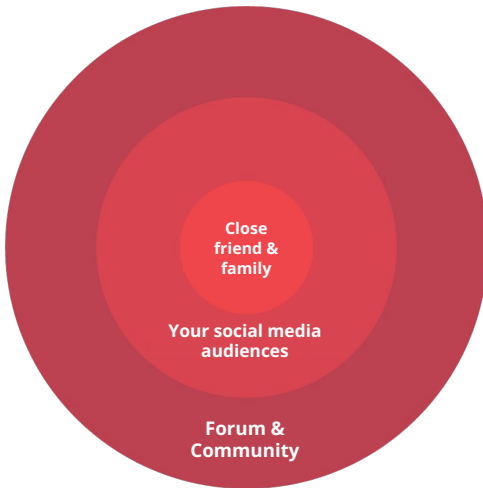 Close
friend &
family
Your social media
audiences
Forum &
Community